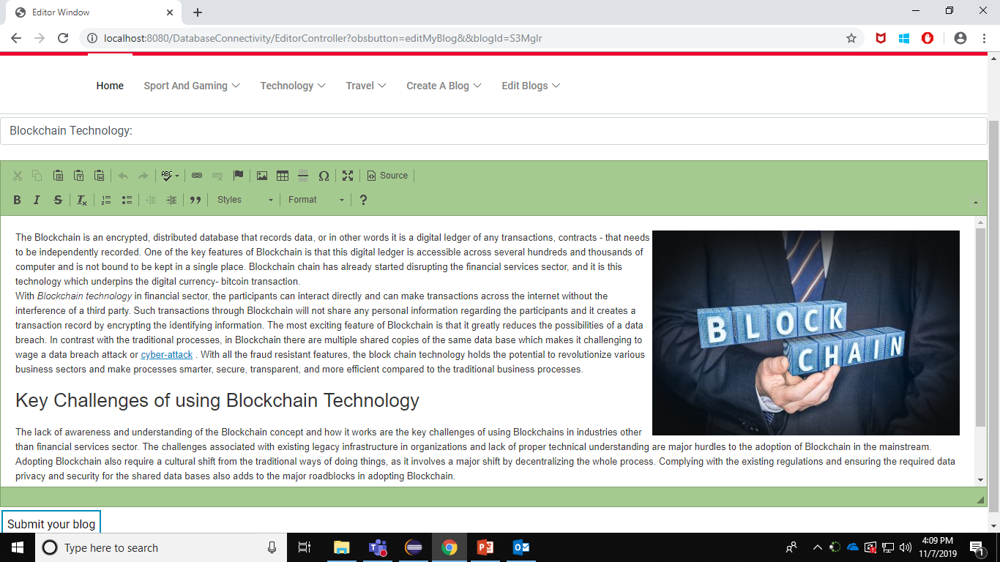 Editor Window
localhost:8080/DatabaseConnectivity/EditorController?obsbutton=editMyBlog&&blogId=S3MgIr
Home Sport And Gaming Technology Travel Create A Blog Edit Blogs
Blockchain Technology:
ABC Source
B I S Ix Styles Format ?
The Blockchain is an encrypted, distributed database that records data, or in other words it is a digital ledger of any transactions, contracts - that needs
to be independently recorded. One of the key features of Blockchain is that this digital ledger is accessible across several hundreds and thousands of
computer and is not bound to be kept in a single place. Blockchain chain has already started disrupting the financial services sector, and it is this
technology which underpins the digital currency- bitcoin transaction.
With Blockchain technology in financial sector, the participants can interact directly and can make transactions across the internet without the
interference of a third party. Such transactions through Blockchain will not share any personal information regarding the participants and it creates a
transaction record by encrypting the identifying information. The most exciting feature of Blockchain is that it greatly reduces the possibilities of a data
breach. In contrast with the traditional processes, in Blockchain there are multiple shared copies of the same data base which makes it challenging to
wage a data breach attack or cyber-attack . With all the fraud resistant features, the block chain technology holds the potential to revolutionize various
business sectors and make processes smarter, secure, transparent, and more efficient compared to the traditional business processes.
BLOCK
CHAIN
Key Challenges of using Blockchain Technology
The lack of awareness and understanding of the Blockchain concept and how it works are the key challenges of using Blockchains in industries other
than financial services sector. The challenges associated with existing legacy infrastructure in organizations and lack of proper technical understanding are major hurdles to the adoption of Blockchain in the mainstream.
Adopting Blockchain also require a cultural shift from the traditional ways of doing things, as it involves a major shift by decentralizing the whole process. Complying with the existing regulations and ensuring the required data
privacy and security for the shared data bases also adds to the major roadblocks in adopting Blockchain.
Submit your blog
Type here to search
4:09 PM
11/7/2019
1